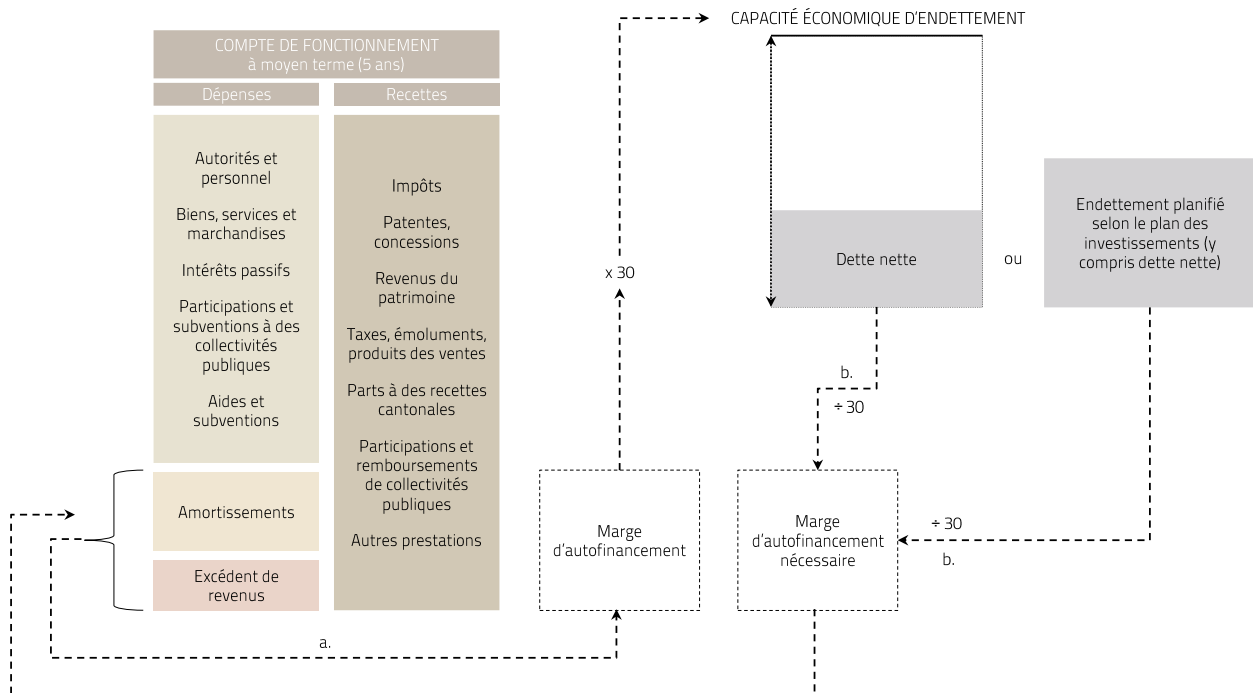 COMPTE DE FONCTIONNEMENT
à moyen terme (5 ans)
Dépenses
Autorités et
personnel
Biens, services et
marchandises
Intérêts passifs
Participations et
subventions à des
collectivités
publiques
Aides et
subventions
Amortissements
Excédent de
revenus
Recettes
Impôts
Patentes,
concessions
Revenus du
patrimoine
Taxes, émoluments,
produits des ventes
Parts à des recettes
cantonales
Participations et
remboursements
de collectivités
publiques
Autres prestations
a.
Marge
d’autofinancement
x 30
CAPACITÉ ÉCONOMIQUE D’ENDETTEMENT
Dette nette
ou
Endettement planifié
selon le plan des
investissements (y
compris dette nette)
b.
÷ 30
Marge
d’autofinancement
nécessaire
÷ 30
b.